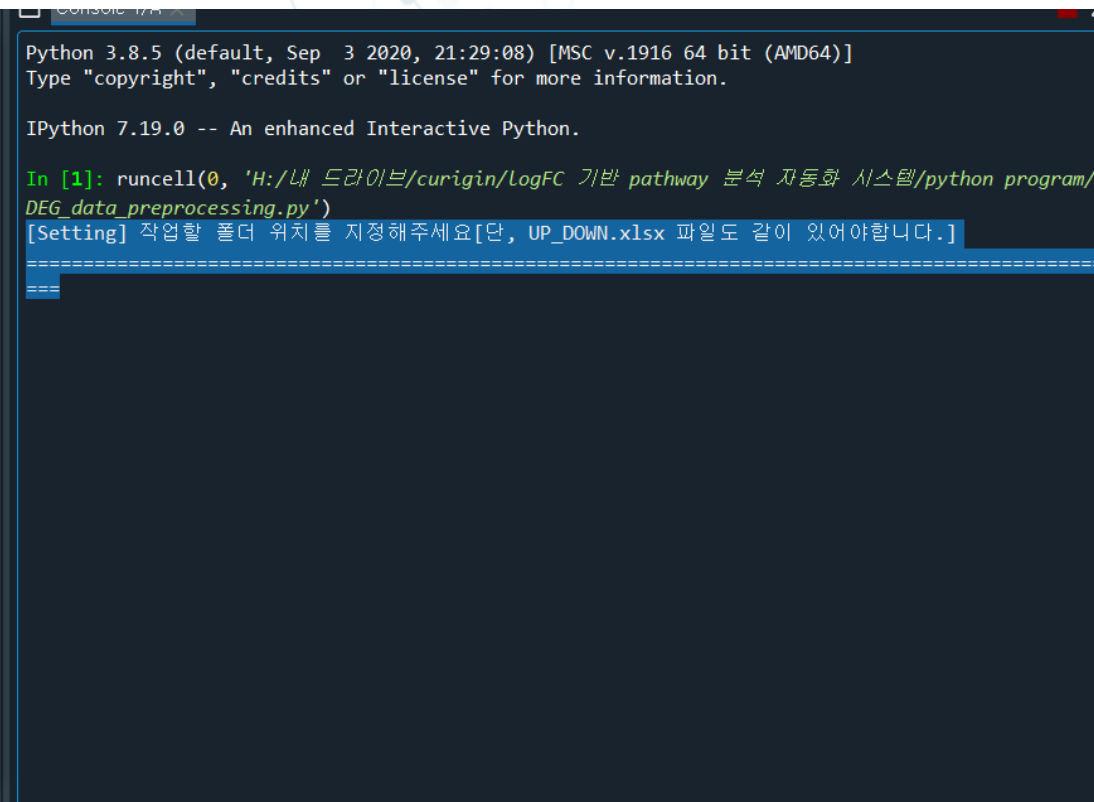 Console 1/A
Python 3.8.5 (default, Sep  3 2020, 21:29:08) [MSC v.1916 64 bit (AMD64)]
Type "copyright", "credits" or "license" for more information.
IPython 7.19.0 -- An enhanced Interactive Python.
In [1]: runcell(0, 'H:/내 드라이브/curigin/logFC 기반 pathway 분석 자동화 시스템/python program/
DEG_data_preprocessing.py')
[Setting] 작업할 폴더 위치를 지정해주세요[단, UP_DOWN.xlsx 파일도 같이 있어야합니다.]
==============================================================================================
===